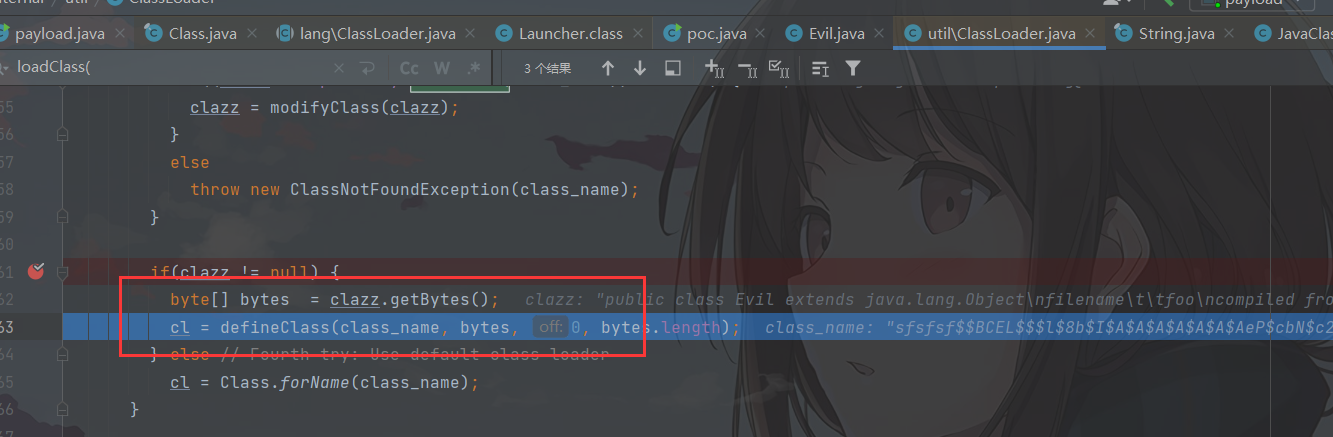 util ClassLoader payload
payload.java Class.java lang\ClassLoader.java Launcher.class poc.java Evil.java util\ClassLoader.java String.java JavaClas
loadClass( Cc W .* 3 个结果
55 clazz = modifyClass(clazz);
56 }
57 else
58 throw new ClassNotFoundException(class_name);
59 }
60
61 if(clazz != null) {
62 byte[] bytes = clazz.getBytes(); clazz: "public class Evil extends java.lang.Object\nfilename\t\tfoo\ncompiled fro
63 cl = defineClass(class_name, bytes, off: 0, bytes.length); class_name: "sfsfsf$$BCEL$$$l$8b$I$A$A$A$A$A$A$AeP$cbN$c2
64 } else // Fourth try: Use default class loader
65 cl = Class.forName(class_name);
66 }